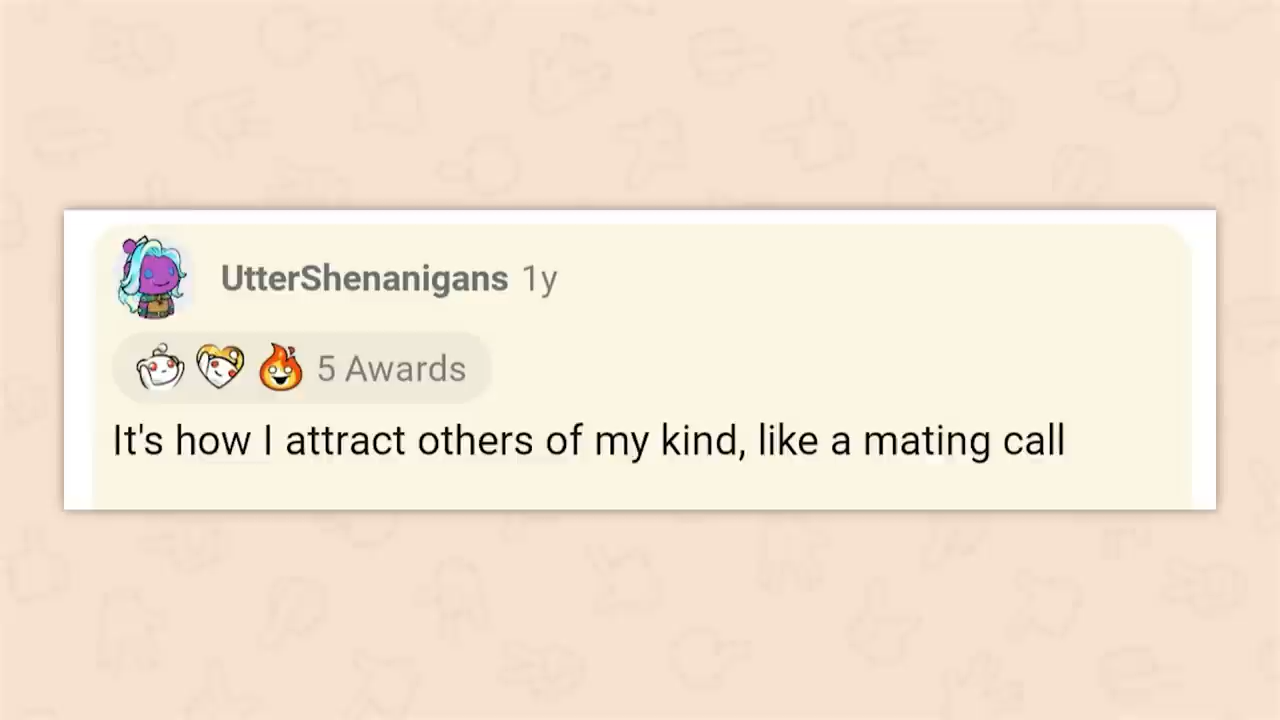 UtterShenanigans 1y
5 Awards
It's how I attract others of my kind, like a mating call